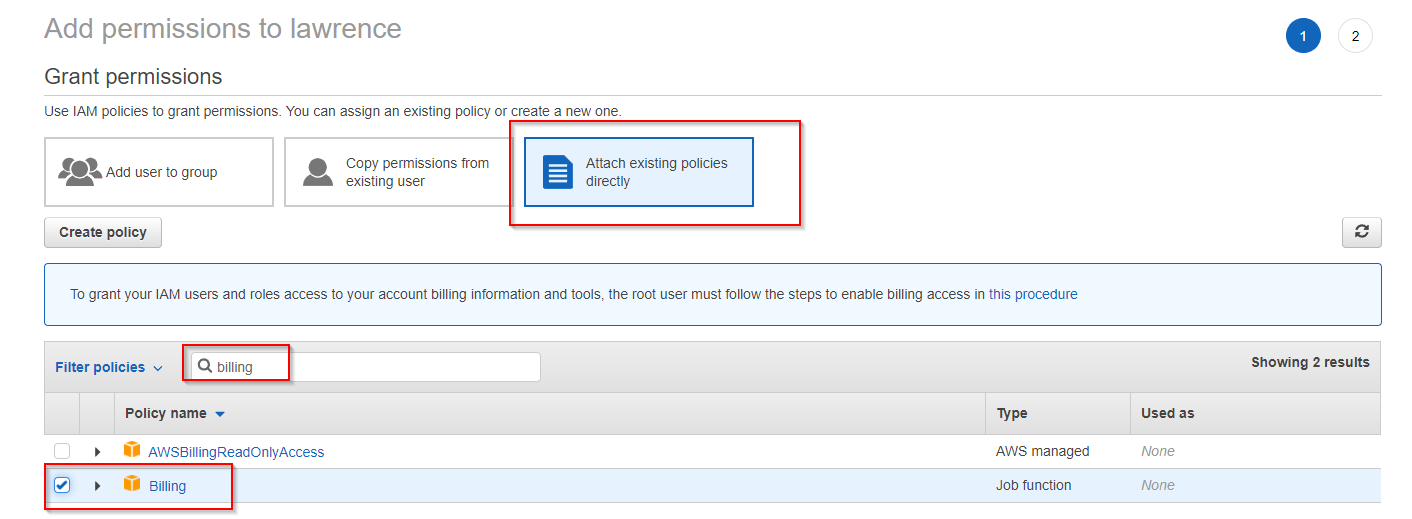 Add permissions to lawrence
1
2
Grant permissions
Use IAM policies to grant permissions. You can assign an existing policy or create a new one.
Add user to group
Copy permissions from
existing user
Attach existing policies
directly
Create policy
To grant your IAM users and roles access to your account billing information and tools, the root user must follow the steps to enable billing access in this procedure
Filter policies
billing
Showing 2 results
Policy name
Type
Used as
AWSBillingReadOnlyAccess
AWS managed
None
Billing
Job function
None